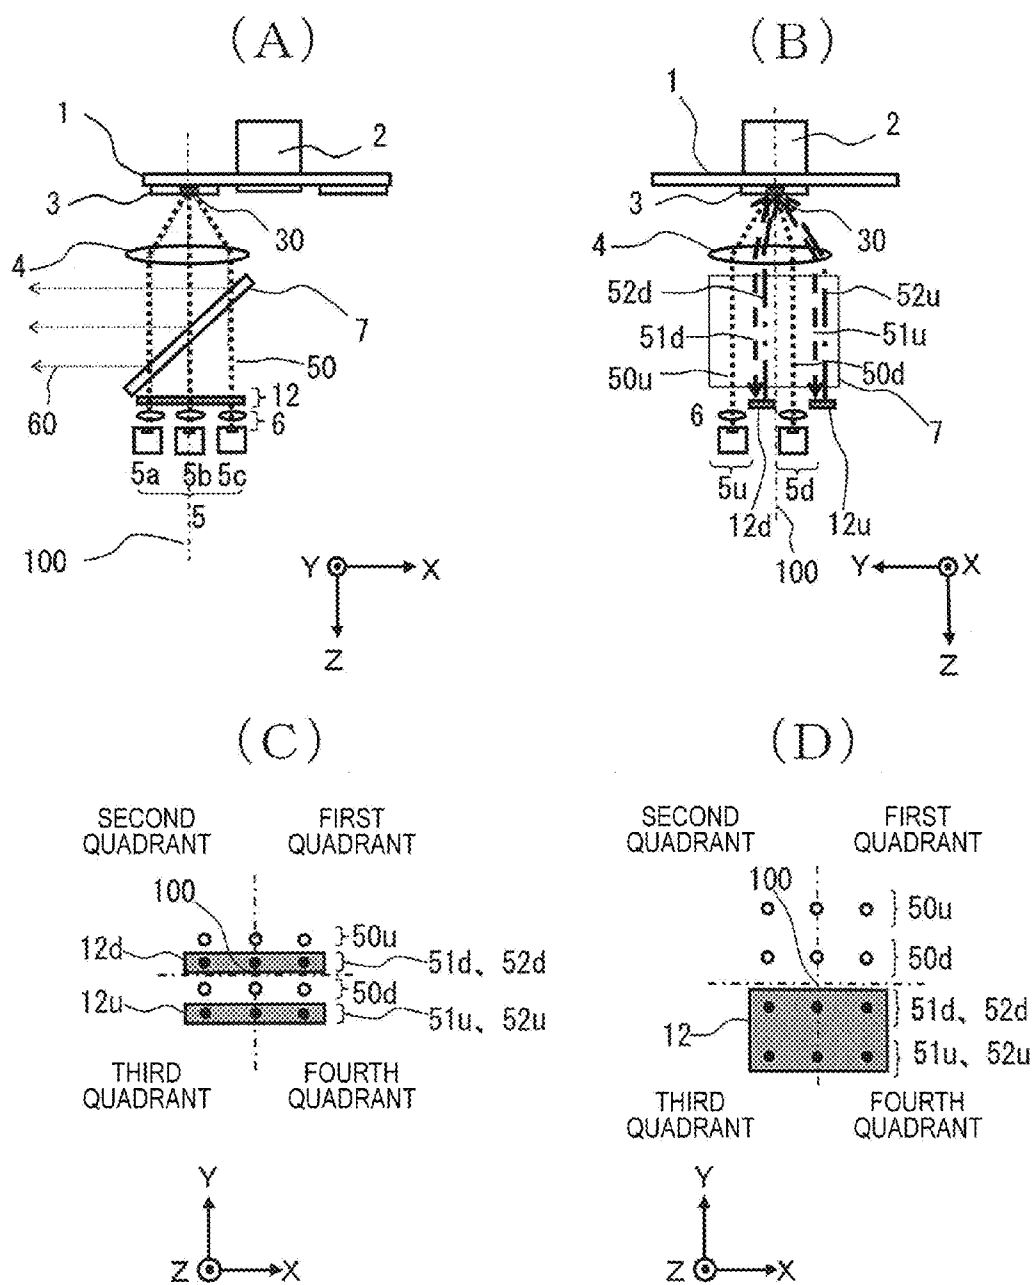 (A)
1
2
3
30
4
7
50
12
6
60
5a
5b
5c
5
100
Y
X
Z
(B)
1
2
3
30
4
52d
52u
51d
51u
50u
50d
6
7
5u
5d
12d
12u
100
Y
X
Z
(C)
SECOND
QUADRANT
FIRST
QUADRANT
100
50u
12d
51d、52d
50d
12u
51u、52u
THIRD
QUADRANT
FOURTH
QUADRANT
Y
Z
X
(D)
SECOND
QUADRANT
FIRST
QUADRANT
100
50u
50d
51d、52d
12
51u、52u
THIRD
QUADRANT
FOURTH
QUADRANT
Y
Z
X